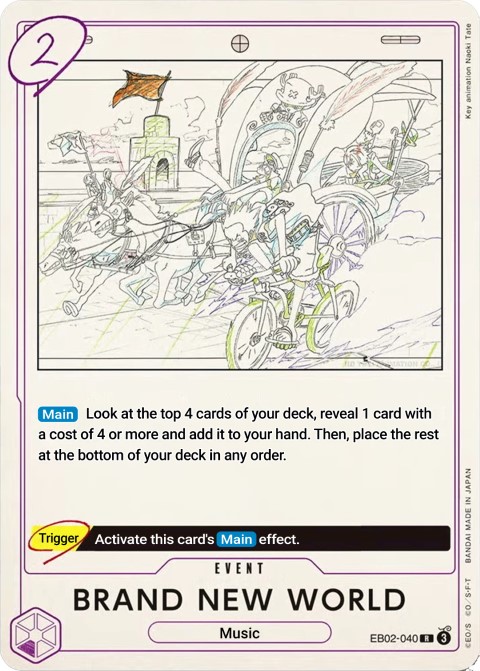 2
Key animation Naoki Tate
Main Look at the top 4 cards of your deck, reveal 1 card with
a cost of 4 or more and add it to your hand. Then, place the rest
at the bottom of your deck in any order.
Trigger Activate this card's Main effect.
EVENT
BRAND NEW WORLD
Music
EB02-040 R 3
©EO/S ©O/S·F·T BANDAI MADE IN JAPAN